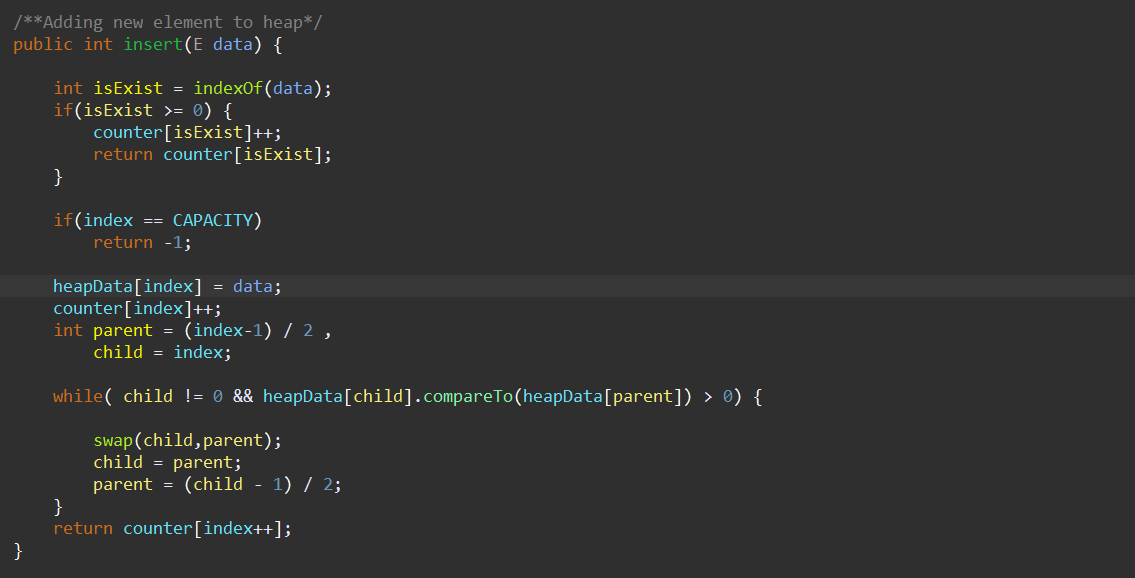 /**Adding new element to heap*/
public int insert(E data) {
int isExist = indexOf(data);
if(isExist >= 0) {
counter[isExist]++;
return counter[isExist];
}
if(index == CAPACITY)
return -1;
heapData[index] = data;
counter[index]++;
int parent = (index-1) / 2 ,
child = index;
while( child != 0 && heapData[child].compareTo(heapData[parent]) > 0) {
swap(child,parent);
child = parent;
parent = (child - 1) / 2;
}
return counter[index++];
}